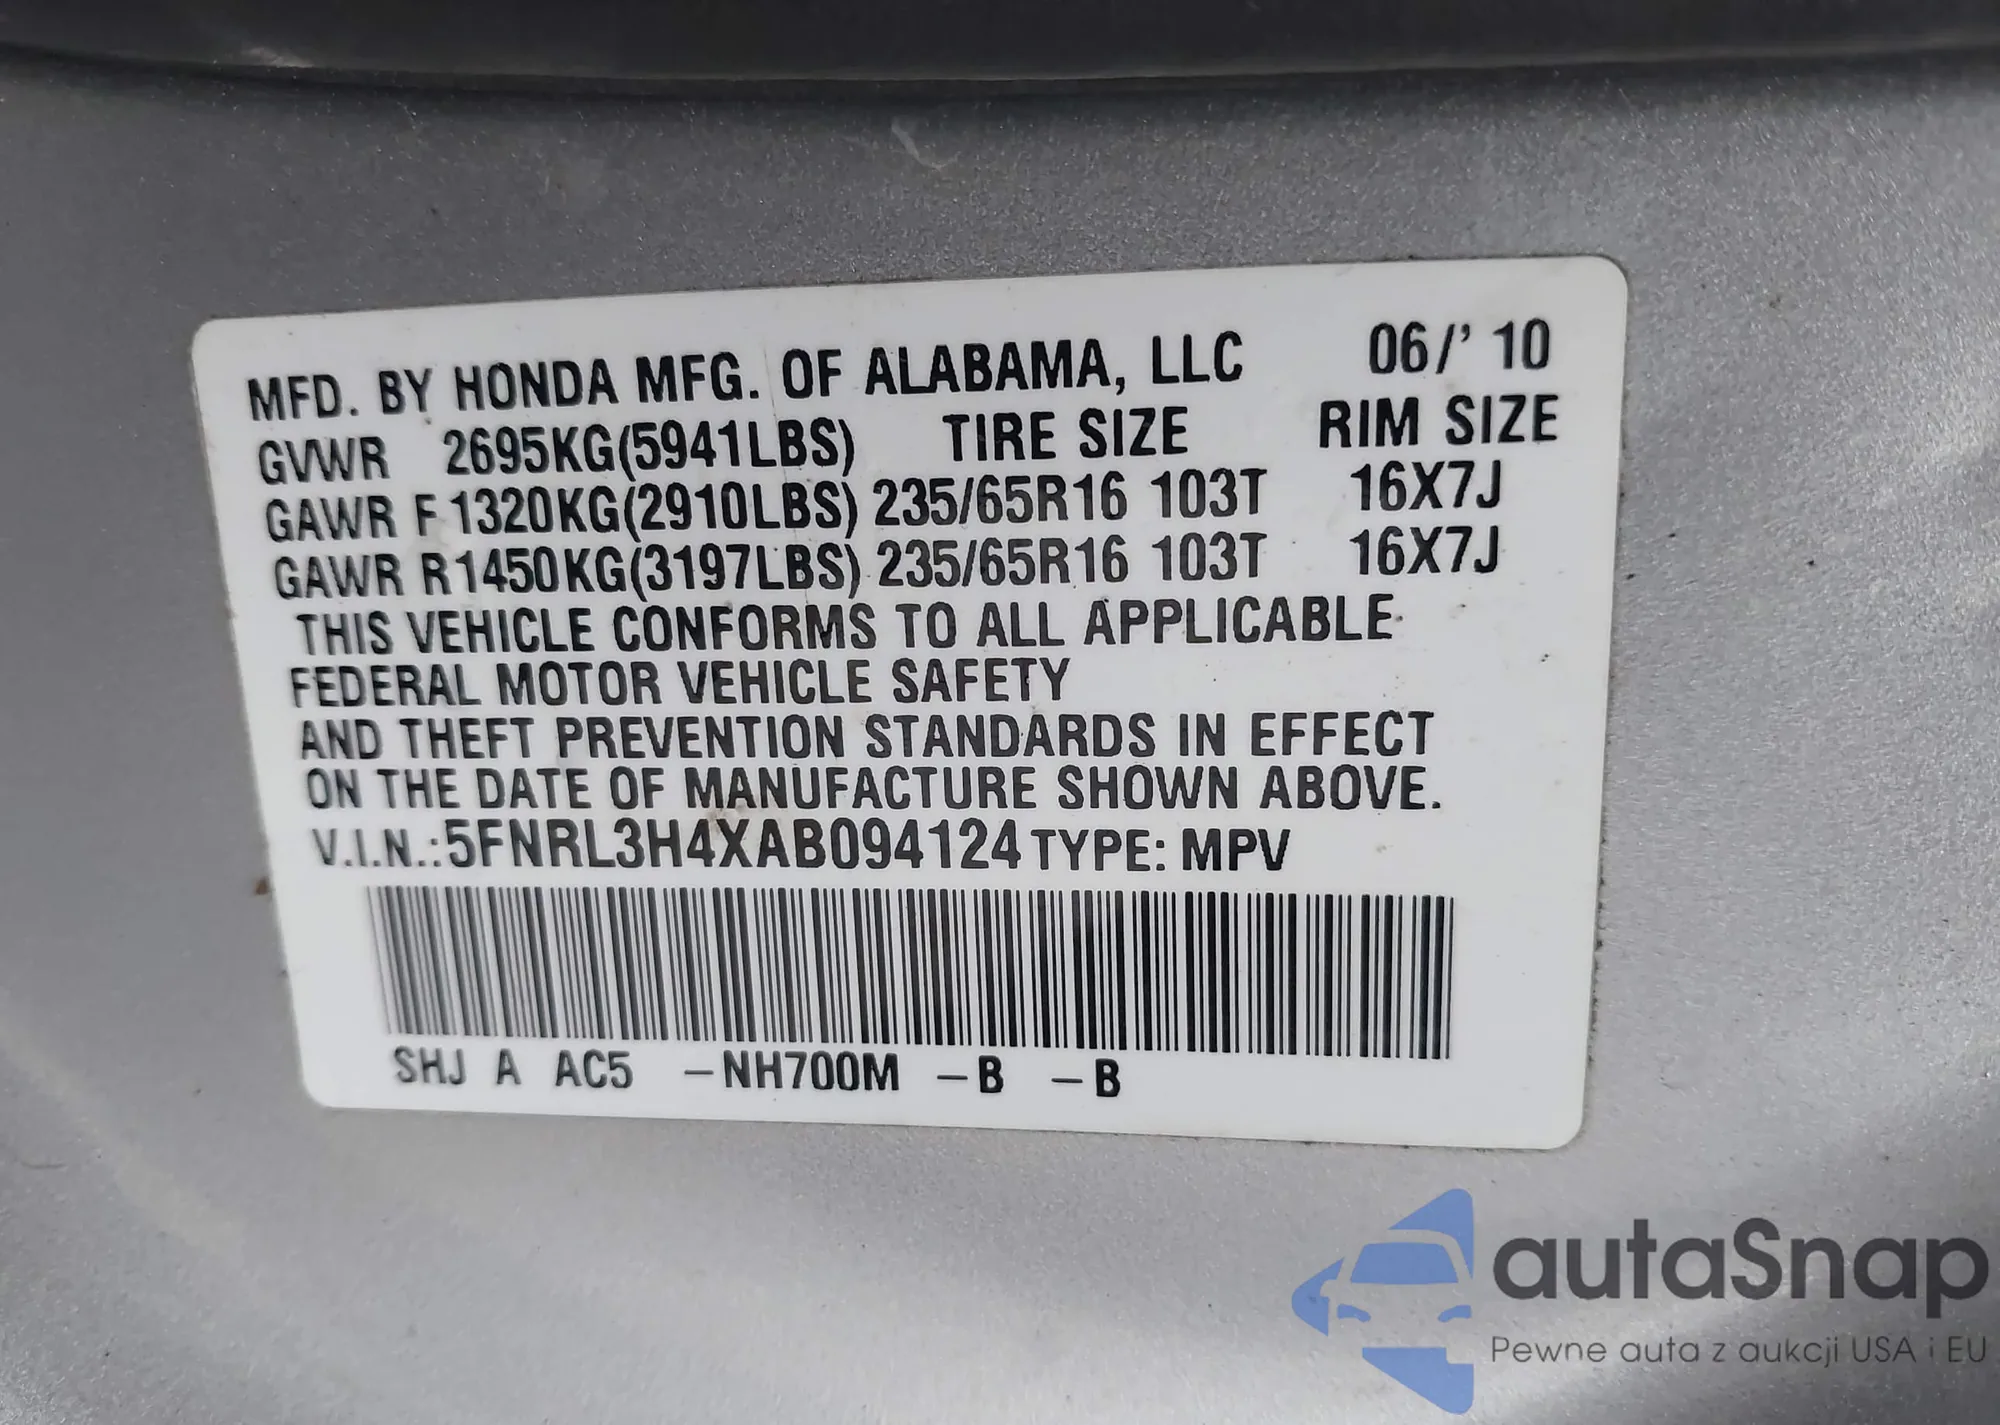 MFD. BY HONDA MFG. OF ALABAMA, LLC 06/' 10
GVWR 2695KG(5941LBS) TIRE SIZE RIM SIZE
GAWR F 1320KG(2910LBS) 235/65R16 103T 16X7J
GAWR R1450KG(3197LBS) 235/65R16 103T 16X7J
THIS VEHICLE CONFORMS TO ALL APPLICABLE
FEDERAL MOTOR VEHICLE SAFETY
AND THEFT PREVENTION STANDARDS IN EFFECT
ON THE DATE OF MANUFACTURE SHOWN ABOVE.
V.I.N.:5FNRL3H4XAB094124 TYPE: MPV
SHJ A AC5 -NH700M -B -B
autaSnap
Pewne auta z aukcji USA i EU